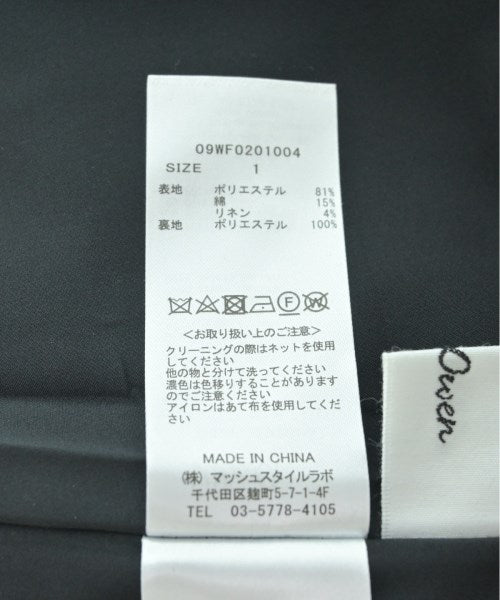 09WF0201004
SIZE 1
表地 ポリエステル 81%
綿 15%
リネン 4%
裏地 ポリエステル 100%
F W
<お取り扱い上のご注意>
クリーニングの際はネットを使用
してください
他の物と分けて洗ってください
濃色は色移りすることがあります
のでご注意ください
アイロンはあて布を使用してください
MADE IN CHINA
(株) マッシュスタイルラボ
千代田区麹町5-7-1-4F
TEL 03-5778-4105
Owen